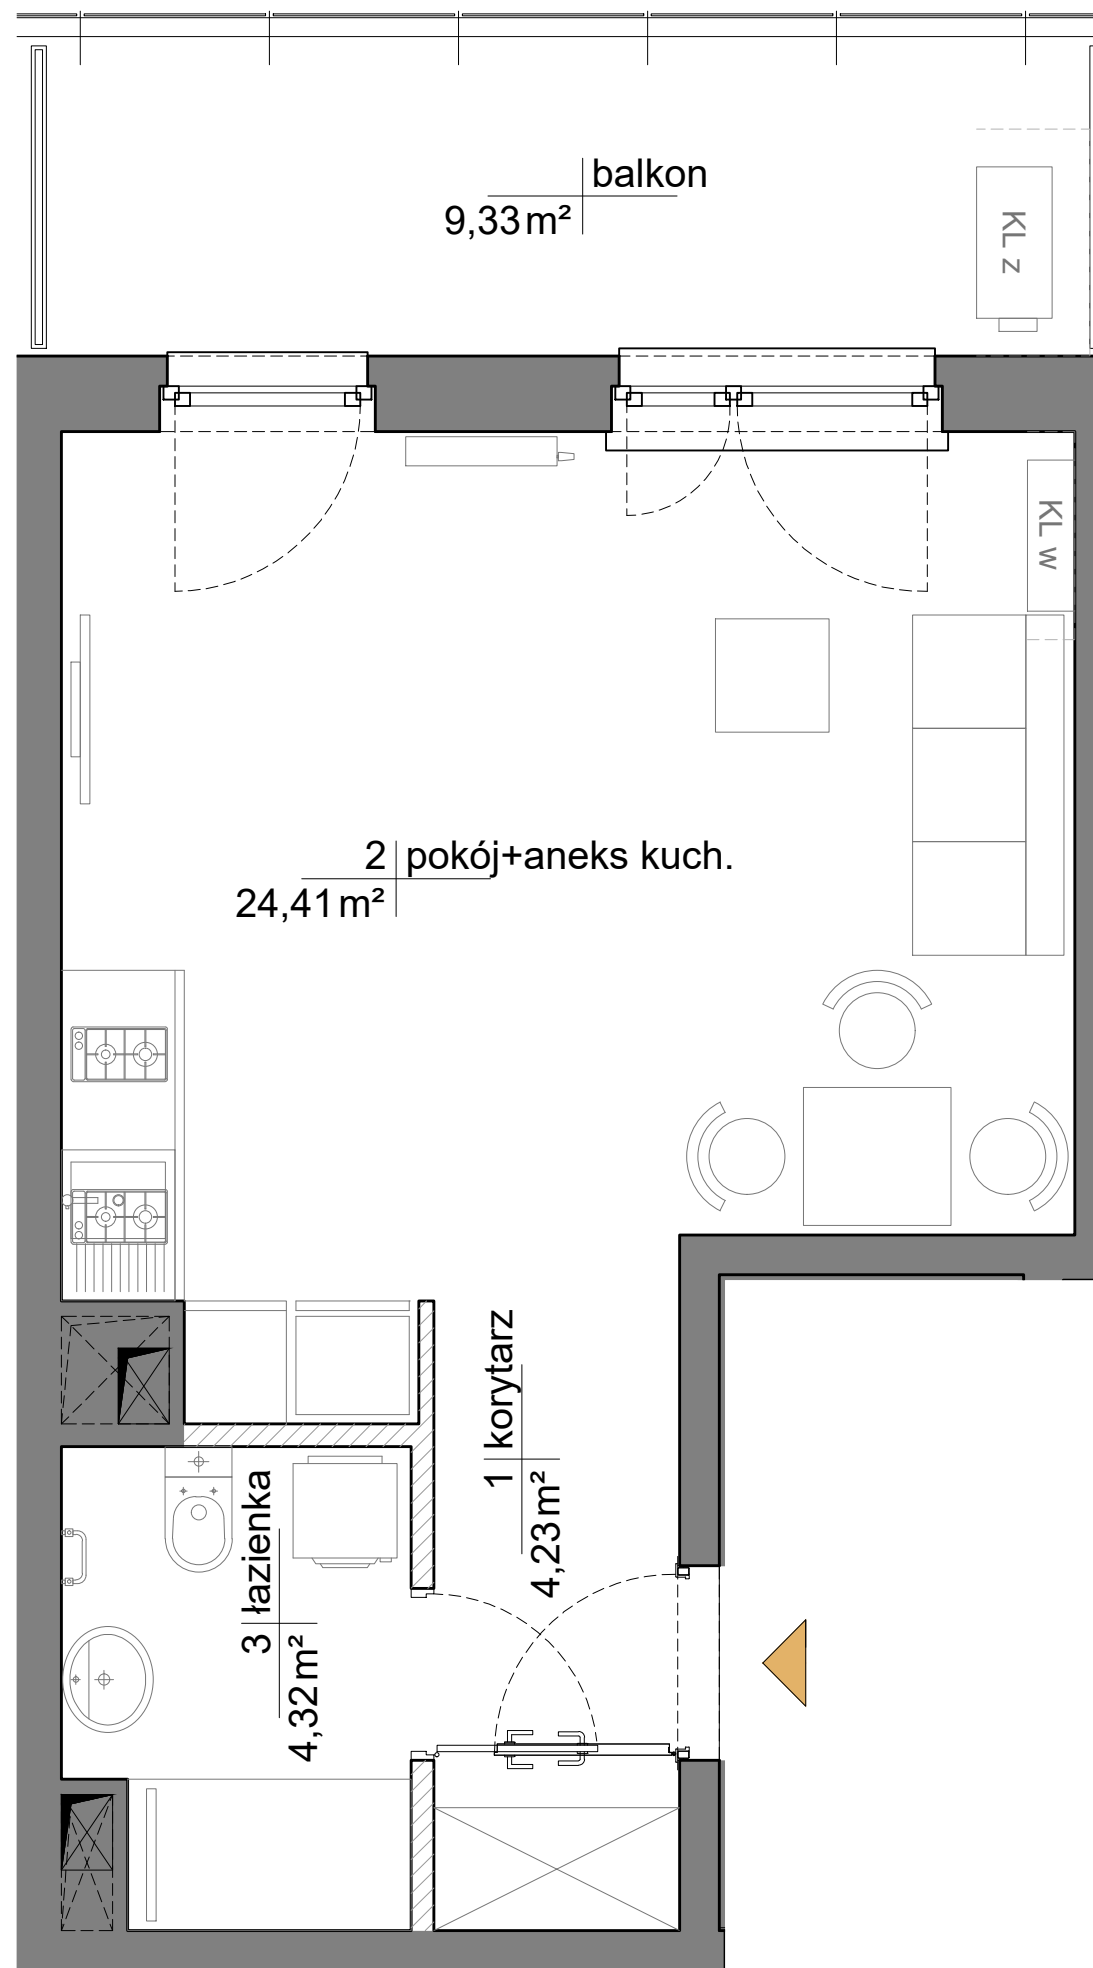 balkon
9,33 m²
KL z
KL w
2 pokój+aneks kuch.
24,41 m²
1 korytarz
4,23 m²
3 łazienka
4,32 m²